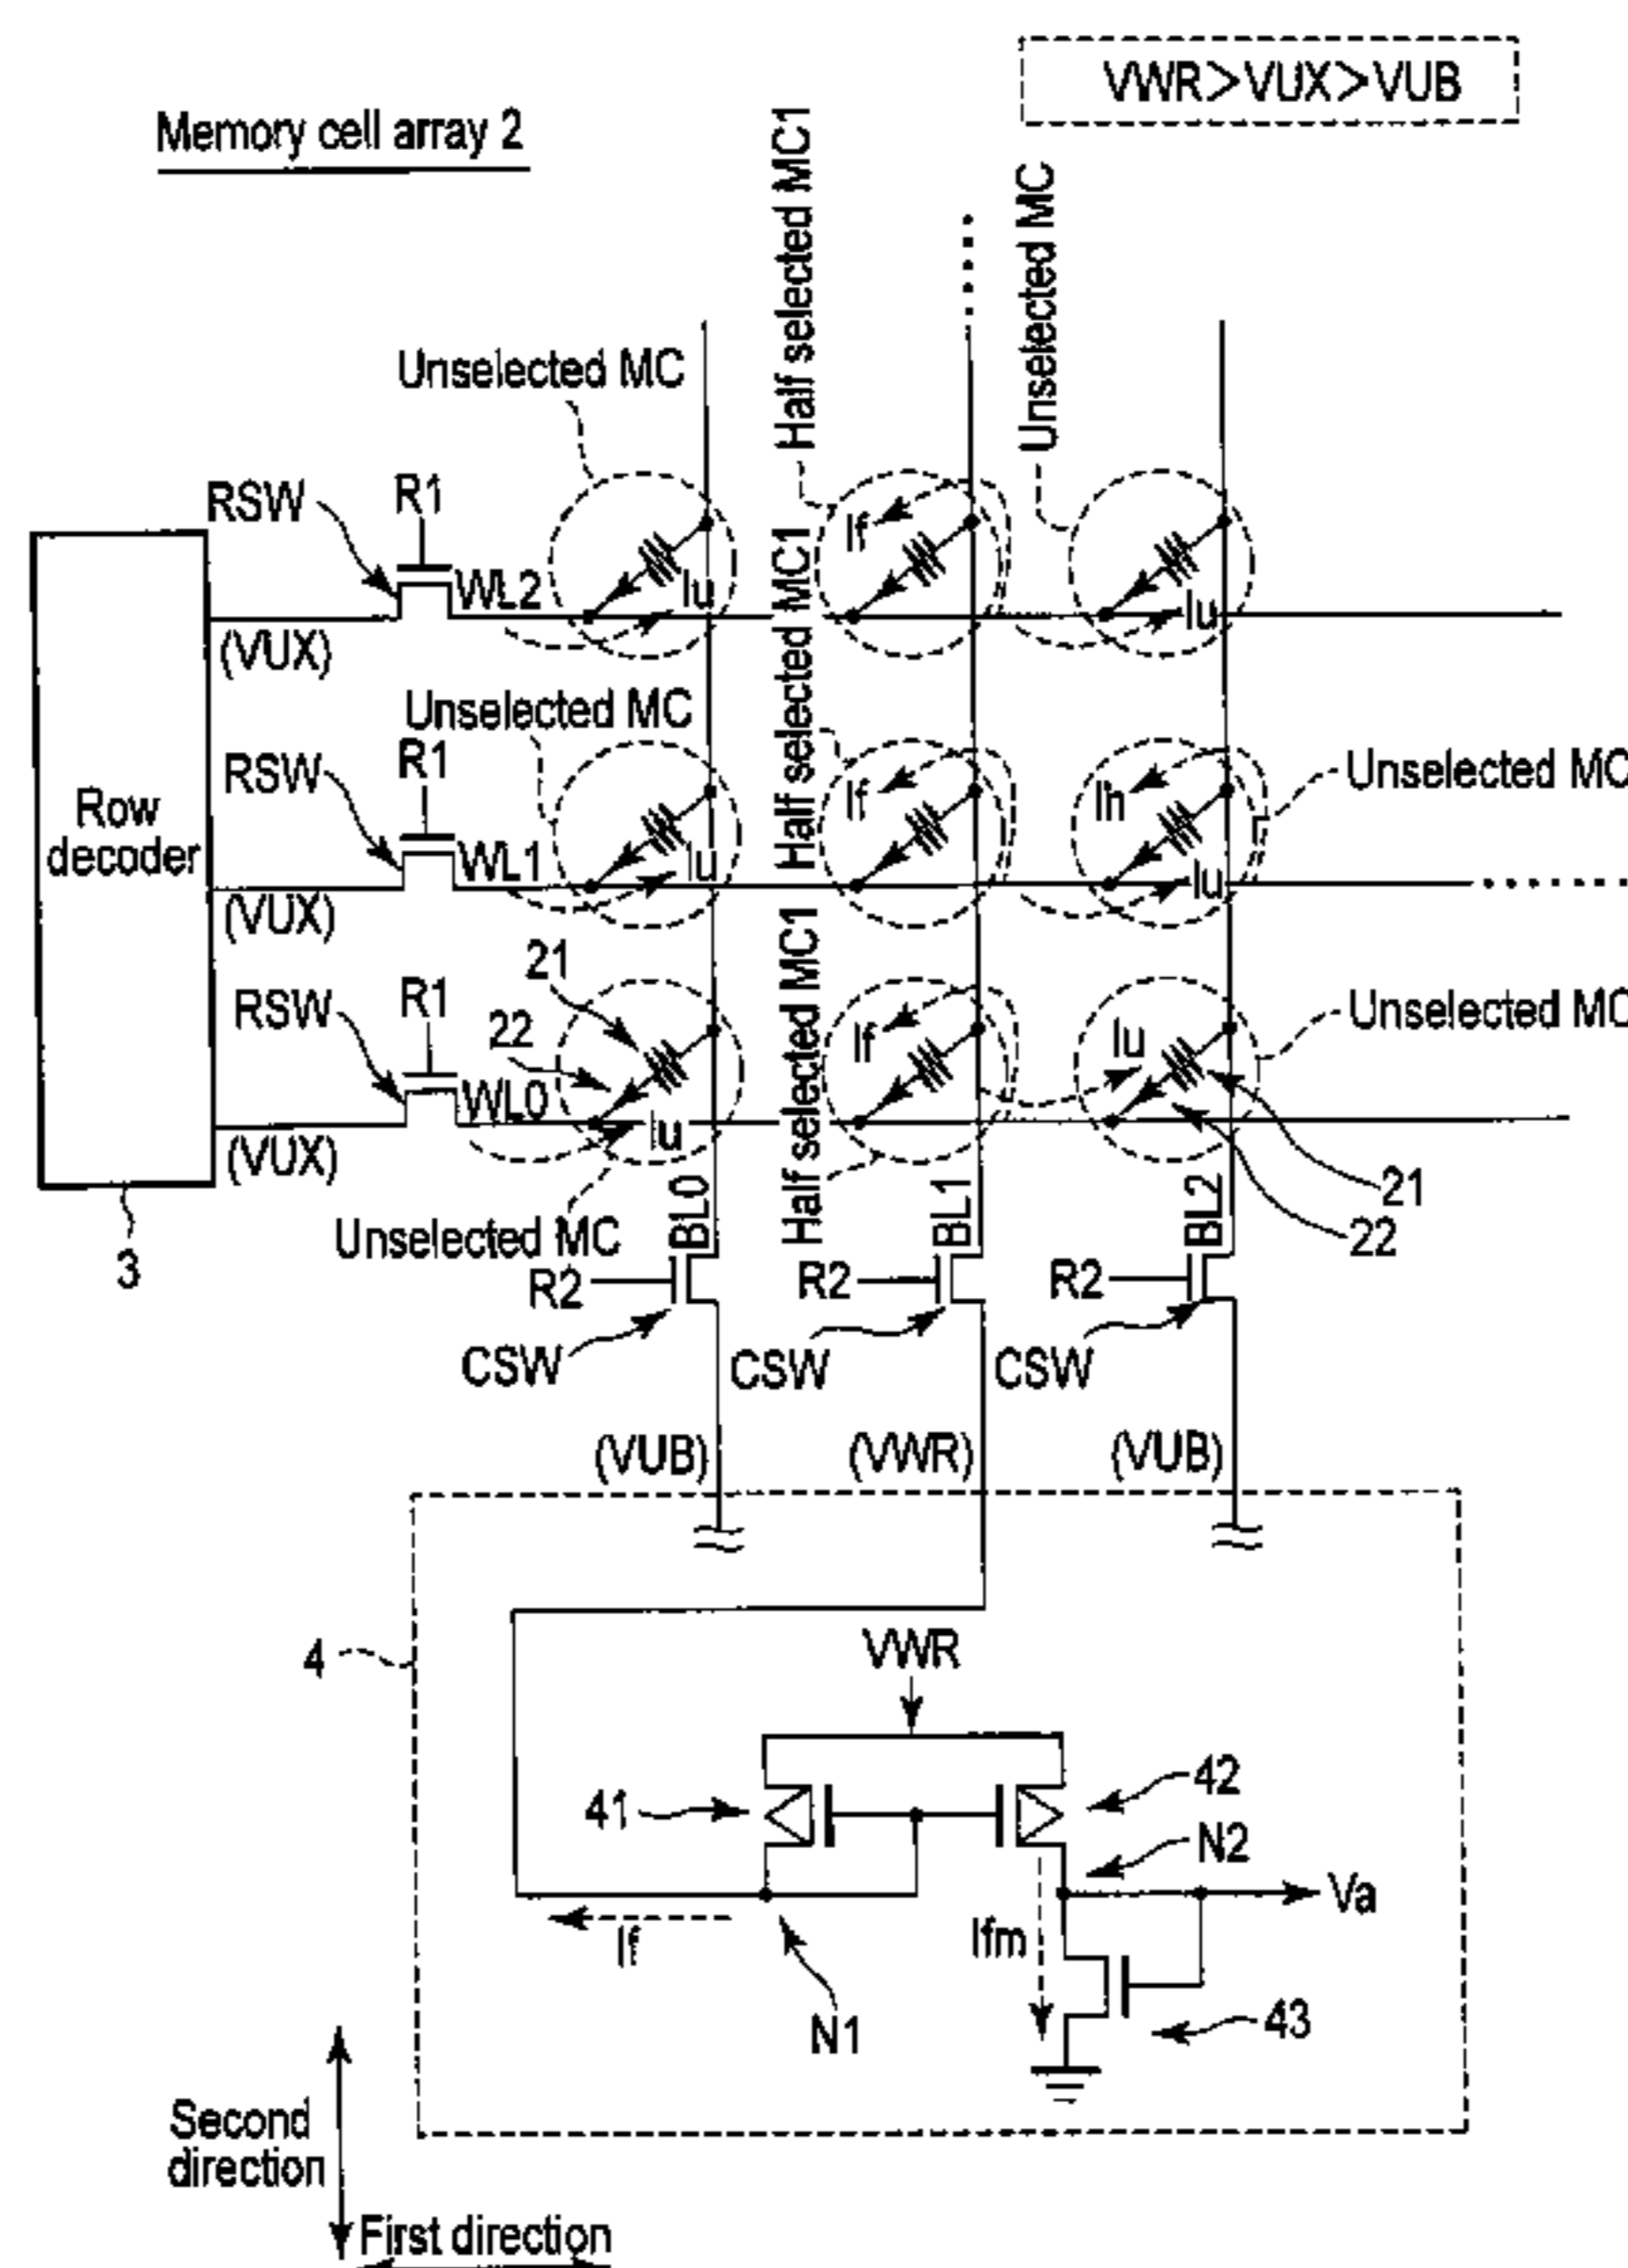 VWR>VUX>VUB
Memory cell array 2
Half selected MC1
Unselected MC
Unselected MC
RSW
R1
WL2
If
Iu
Iu
(VUX)
Half selected MC1
Unselected MC
RSW
R1
WL1
If
In
Unselected MC
Iu
Iu
(VUX)
Row
decoder
Half selected MC1
21
22
RSW
R1
WL0
If
Iu
Unselected MC
Iu
(VUX)
21
22
3
Unselected MC
BL0
BL1
BL2
R2
R2
R2
CSW
CSW
CSW
(VUB)
(VWR)
(VUB)
4
VWR
41
42
N2
Va
If
Ifm
N1
43
Second
direction
First direction